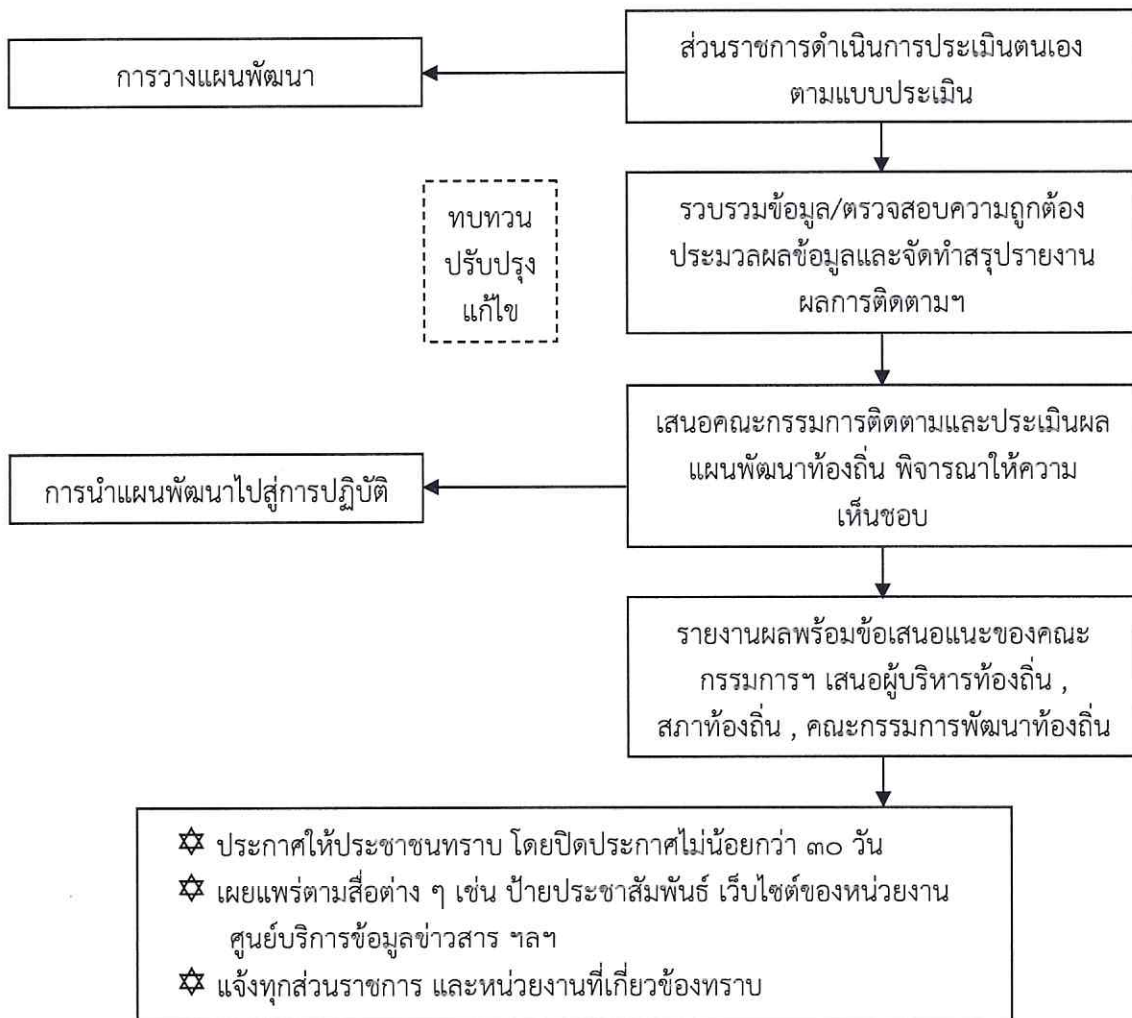 ส่วนราชการดำเนินการประเมินตนเอง
ตามแบบประเมิน
การวางแผนพัฒนา
รวบรวมข้อมูล/ตรวจสอบความถูกต้อง
ประมวลผลข้อมูลและจัดทำสรุปรายงาน
ผลการติดตามฯ
ทบทวน
ปรับปรุง
แก้ไข
เสนอคณะกรรมการติดตามและประเมินผล
แผนพัฒนาท้องถิ่น พิจารณาให้ความ
เห็นชอบ
การนำแผนพัฒนาไปสู่การปฏิบัติ
รายงานผลพร้อมข้อเสนอแนะของคณะ
กรรมการฯ เสนอผู้บริหารท้องถิ่น ,
สภาท้องถิ่น , คณะกรรมการพัฒนาท้องถิ่น
✡ ประกาศให้ประชาชนทราบ โดยปิดประกาศไม่น้อยกว่า ๓๐ วัน
✡ เผยแพร่ตามสื่อต่าง ๆ เช่น ป้ายประชาสัมพันธ์ เว็บไซต์ของหน่วยงาน
ศูนย์บริการข้อมูลข่าวสาร ฯลฯ
✡ แจ้งทุกส่วนราชการ และหน่วยงานที่เกี่ยวข้องทราบ